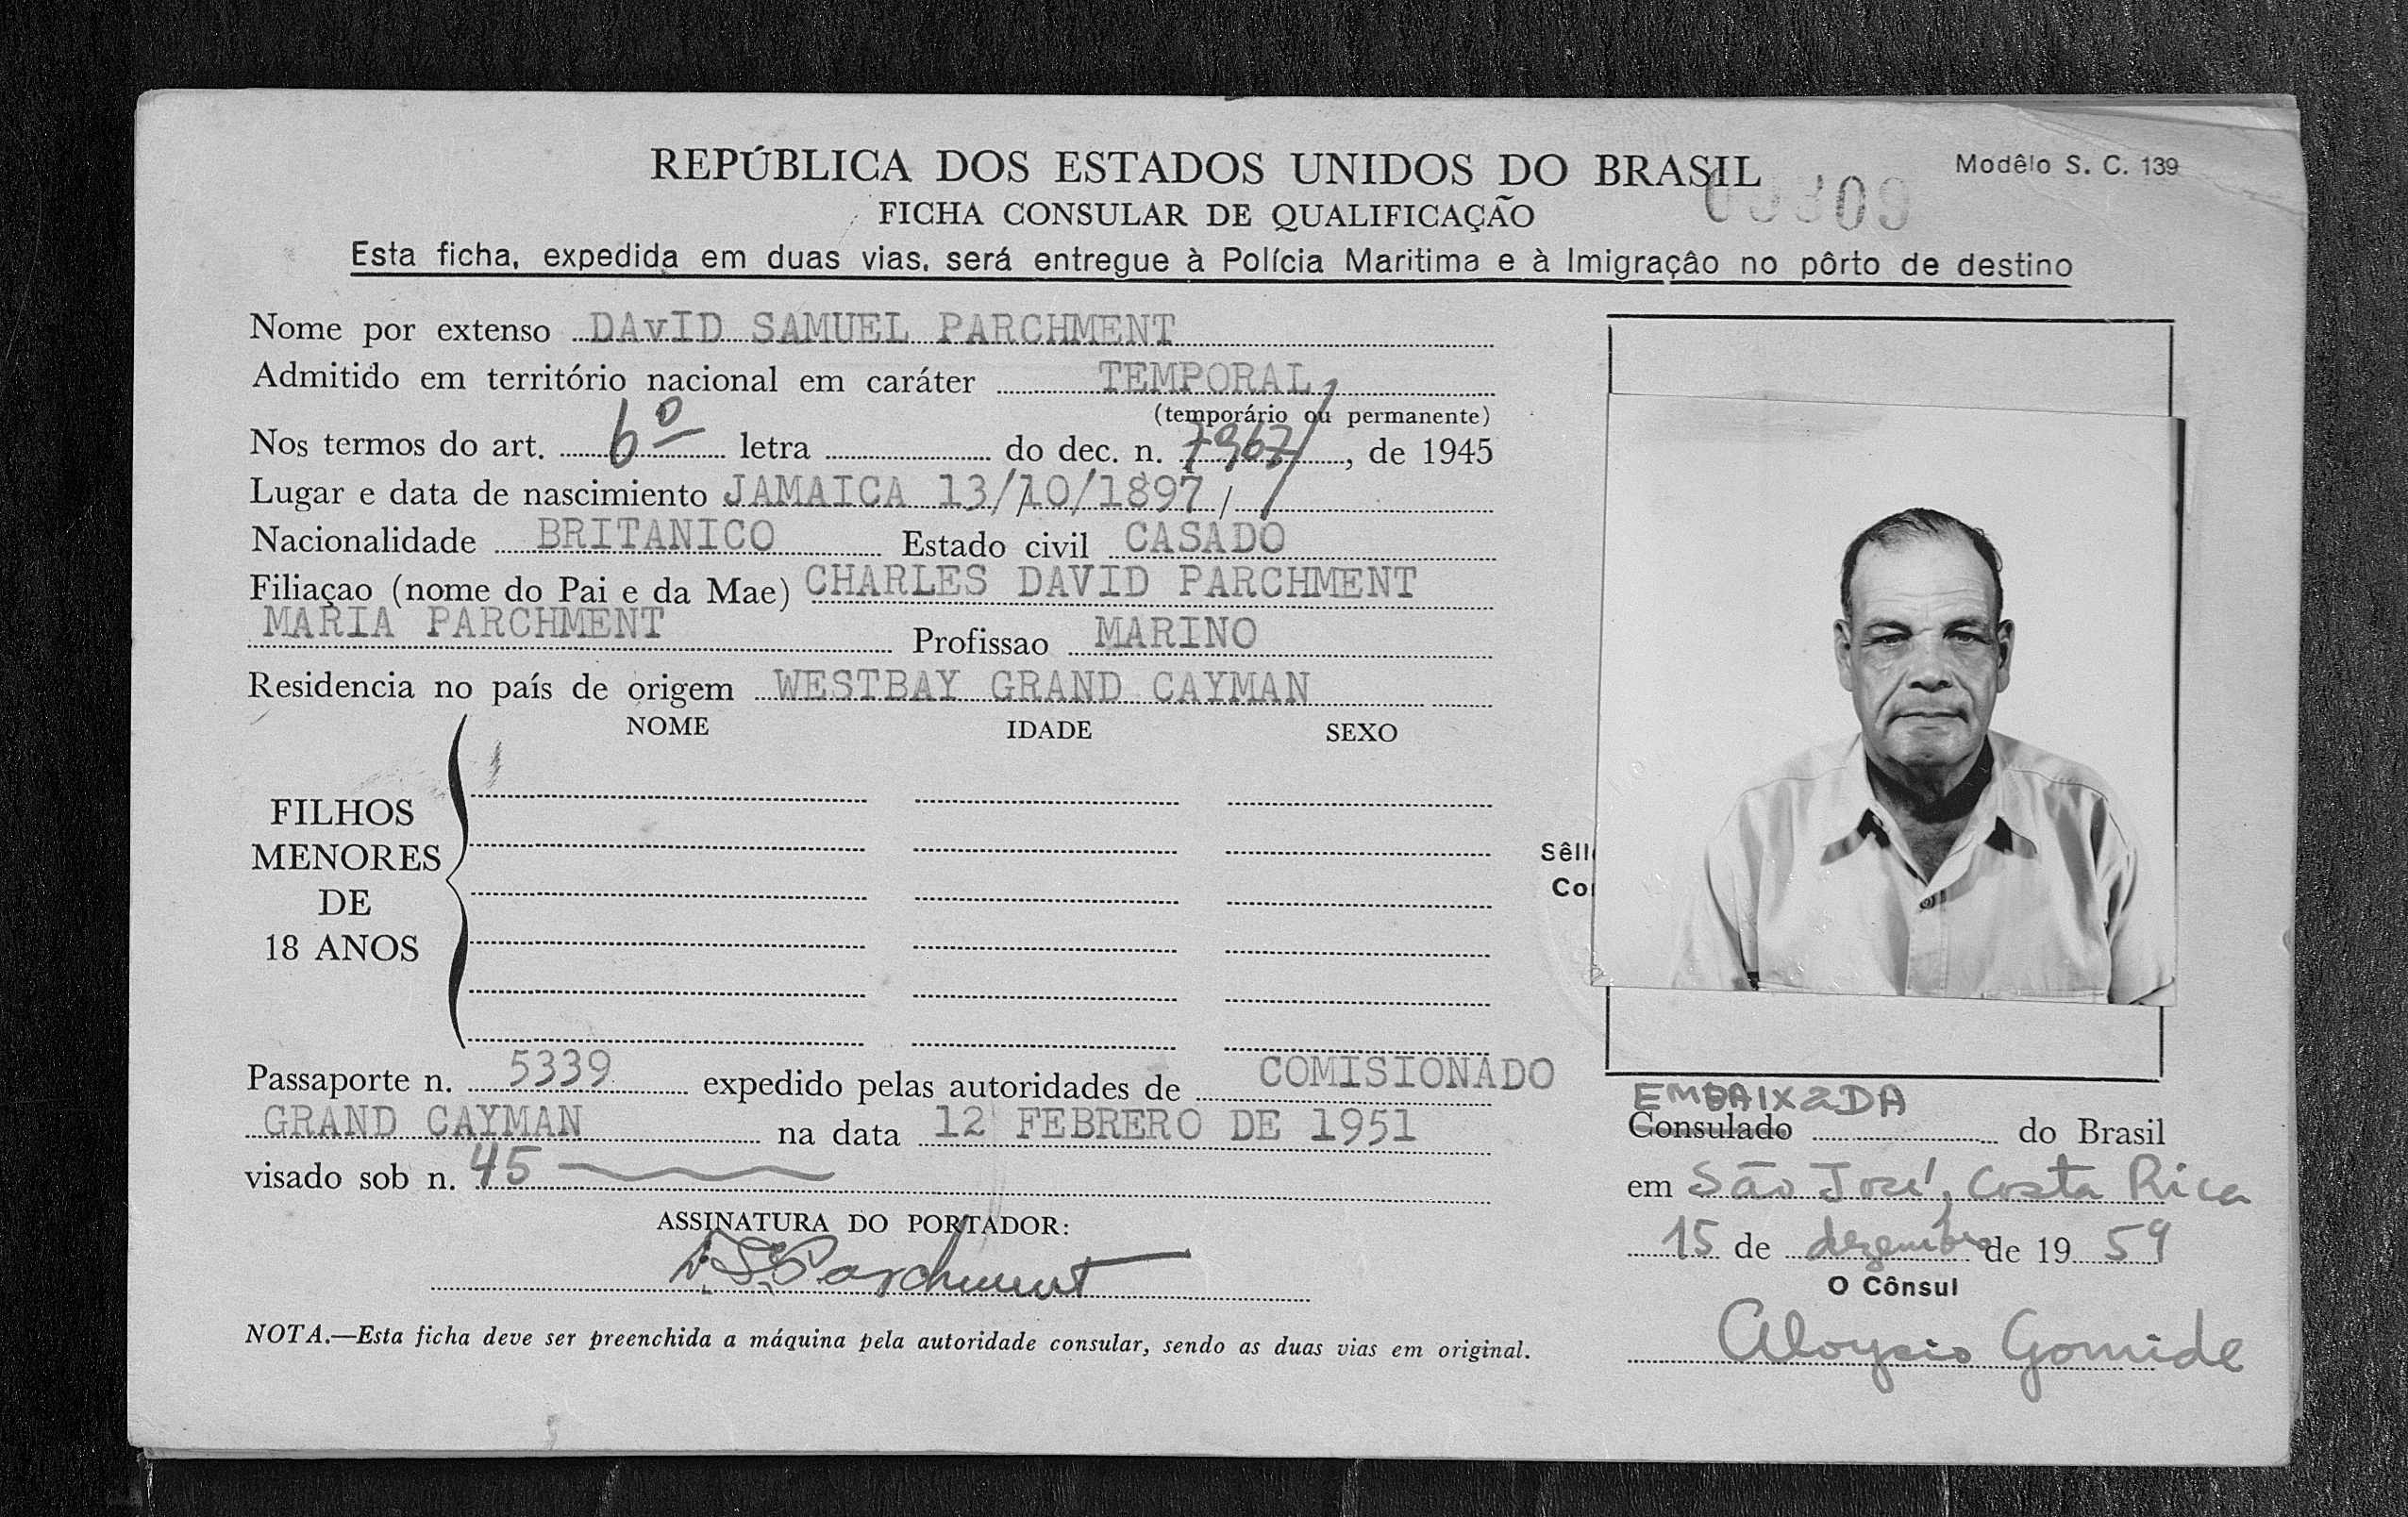 REPÚBLICA DOS ESTADOS UNIDOS DO BRASIL
Modêlo S. C. 139
FICHA CONSULAR DE QUALIFICAÇÃO
Esta ficha, expedida em duas vias, será entregue à Polícia Maritima e à Imigraçâo no pôrto de destino
Nome por extenso DAvID SAMUEL PARCHMENT
Admitido em território nacional em caráter TEMPORAL
(temporário ou permanente)
Nos termos do art. 6º letra do dec. n. 7967, de 1945
Lugar e data de nascimiento JAMAICA 13/10/1897
Nacionalidade BRITANICO Estado civil CASADO
Filiaçao (nome do Pai e da Mae) CHARLES DAVID PARCHMENT
MARIA PARCHMENT Profissao MARINO
Residencia no país de origem WESTBAY GRAND CAYMAN
NOME IDADE SEXO
FILHOS
MENORES
DE
18 ANOS
Passaporte n. 5339 expedido pelas autoridades de COMISIONADO
GRAND CAYMAN na data 12 FEBRERO DE 1951
visado sob n. 45
ASSINATURA DO PORTADOR:
D. S. Parchment
NOTA.—Esta ficha deve ser preenchida a máquina pela autoridade consular, sendo as duas vias em original.
EMBAIXADA
Consulado do Brasil
em São José, Costa Rica
15 de dezembro de 19 59
O Cônsul
Aloysio Gomide